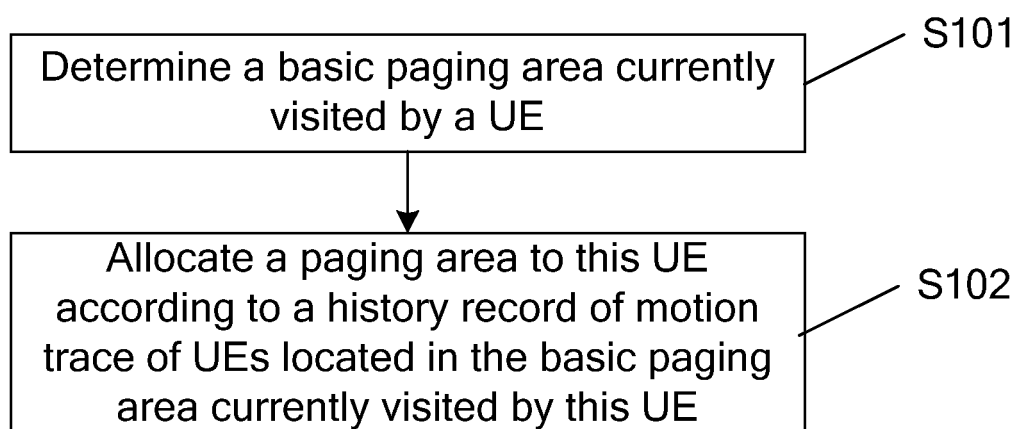 S101
Determine a basic paging area currently
visited by a UE
Allocate a paging area to this UE
according to a history record of motion
trace of UEs located in the basic paging
area currently visited by this UE
S102